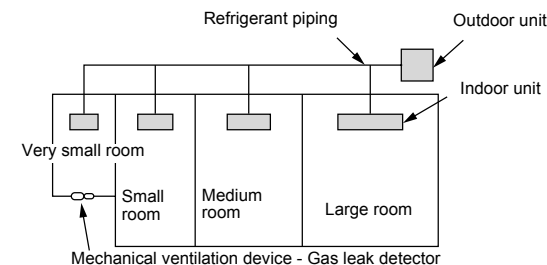 Refrigerant piping
Outdoor unit
Indoor unit
Very small room
Small
room
Medium
room
Large room
Mechanical ventilation device - Gas leak detector